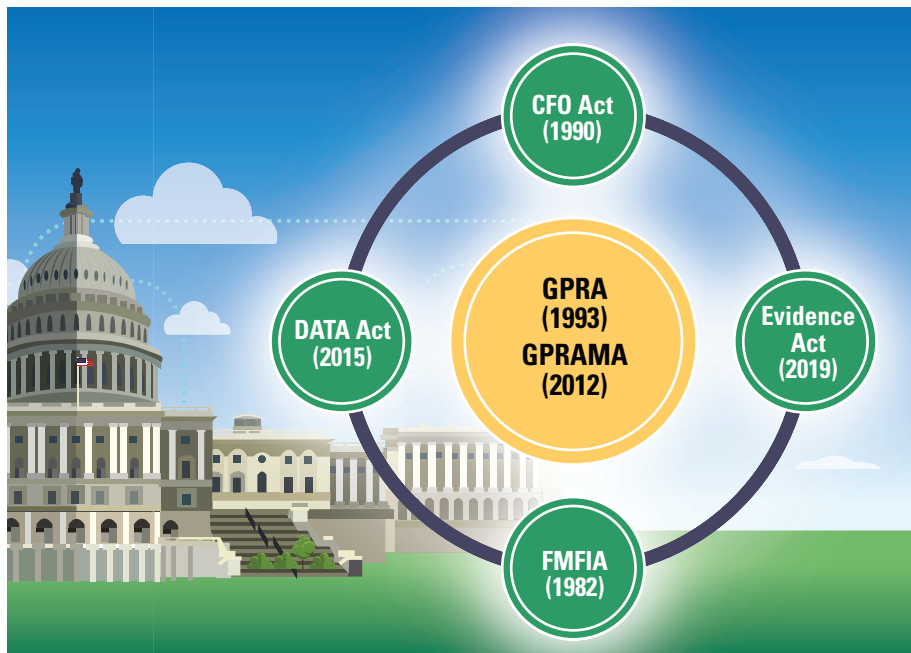 CFO Act
(1990)
GPRA
(1993)
GPRAMA
(2012)
DATA Act
(2015)
Evidence
Act
(2019)
FMFIA
(1982)